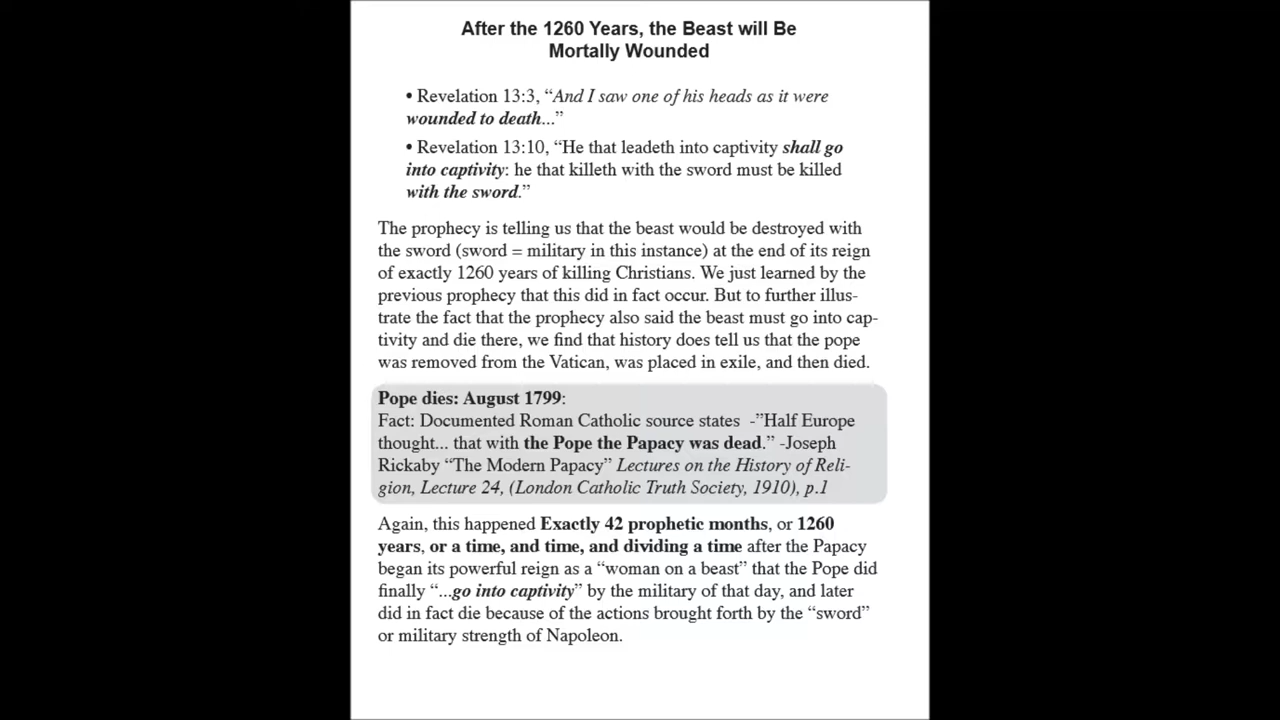 After the 1260 Years, the Beast will Be
Mortally Wounded
• Revelation 13:3, “And I saw one of his heads as it were
wounded to death...”
• Revelation 13:10, “He that leadeth into captivity shall go
into captivity: he that killeth with the sword must be killed
with the sword.”
The prophecy is telling us that the beast would be destroyed with
the sword (sword = military in this instance) at the end of its reign
of exactly 1260 years of killing Christians. We just learned by the
previous prophecy that this did in fact occur. But to further illus-
trate the fact that the prophecy also said the beast must go into cap-
tivity and die there, we find that history does tell us that the pope
was removed from the Vatican, was placed in exile, and then died.
Pope dies: August 1799:
Fact: Documented Roman Catholic source states -”Half Europe
thought... that with the Pope the Papacy was dead.” -Joseph
Rickaby “The Modern Papacy” Lectures on the History of Reli-
gion, Lecture 24, (London Catholic Truth Society, 1910), p.1
Again, this happened Exactly 42 prophetic months, or 1260
years, or a time, and time, and dividing a time after the Papacy
began its powerful reign as a “woman on a beast” that the Pope did
finally “...go into captivity” by the military of that day, and later
did in fact die because of the actions brought forth by the “sword”
or military strength of Napoleon.